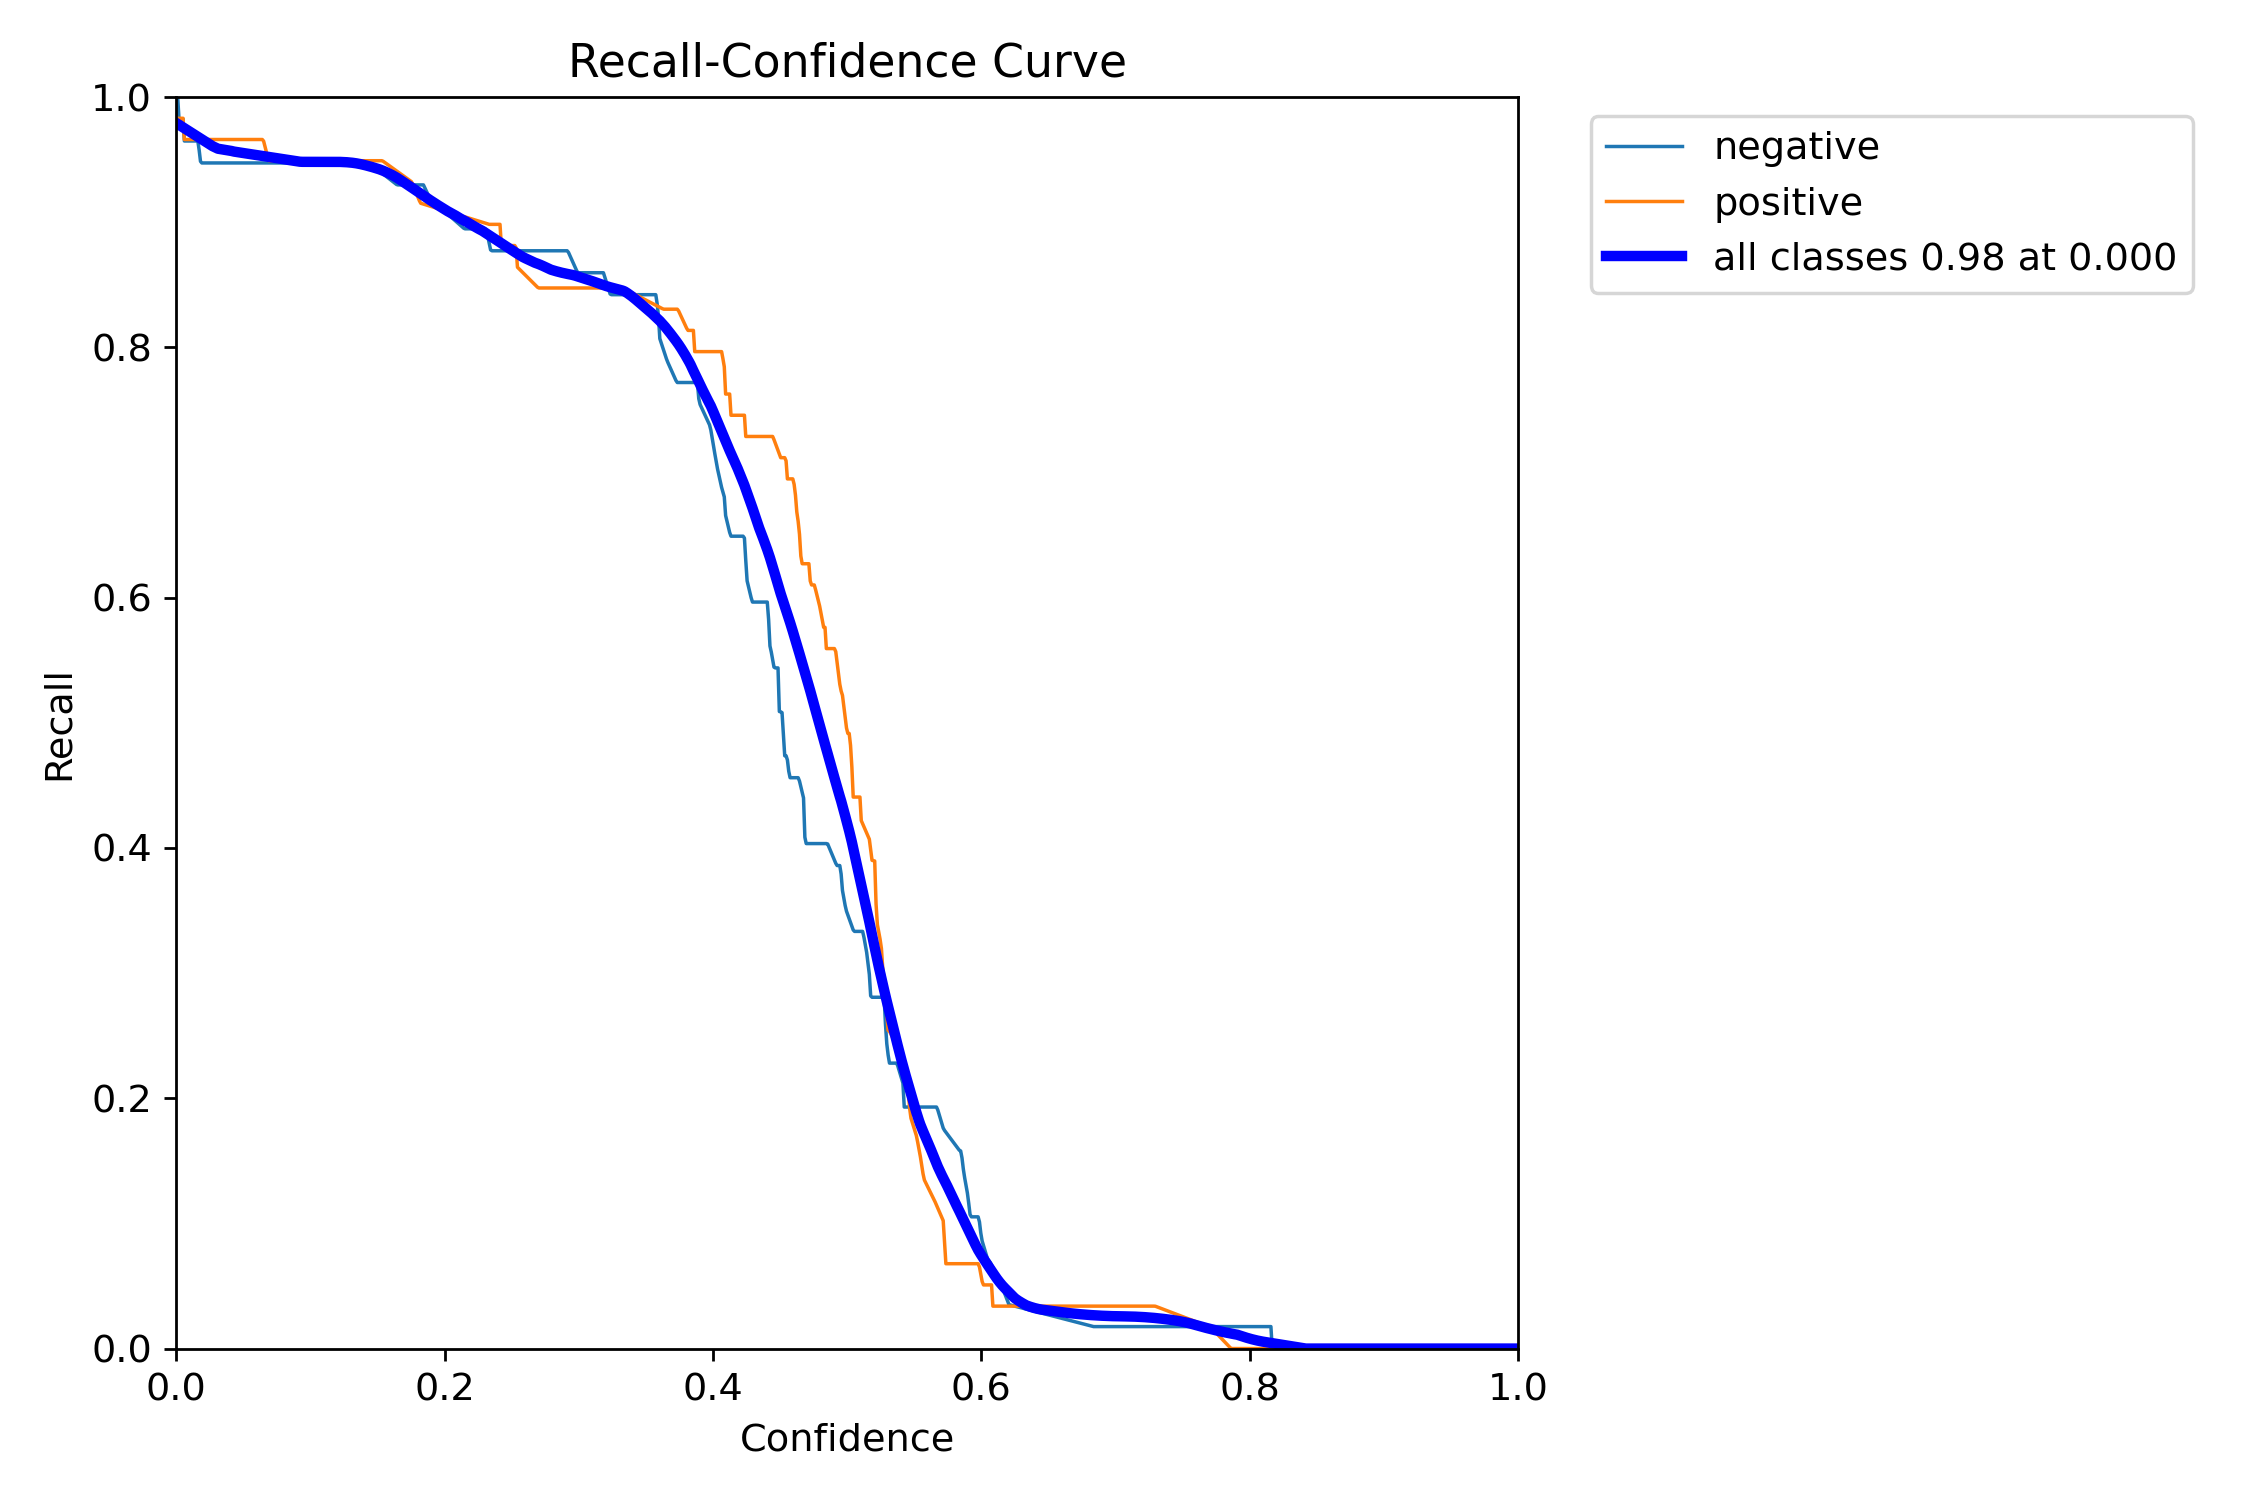 Recall-Confidence Curve
1.0
0.8
0.6
0.4
0.2
0.0
Recall
0.0 0.2 0.4 0.6 0.8 1.0
Confidence
negative
positive
all classes 0.98 at 0.000